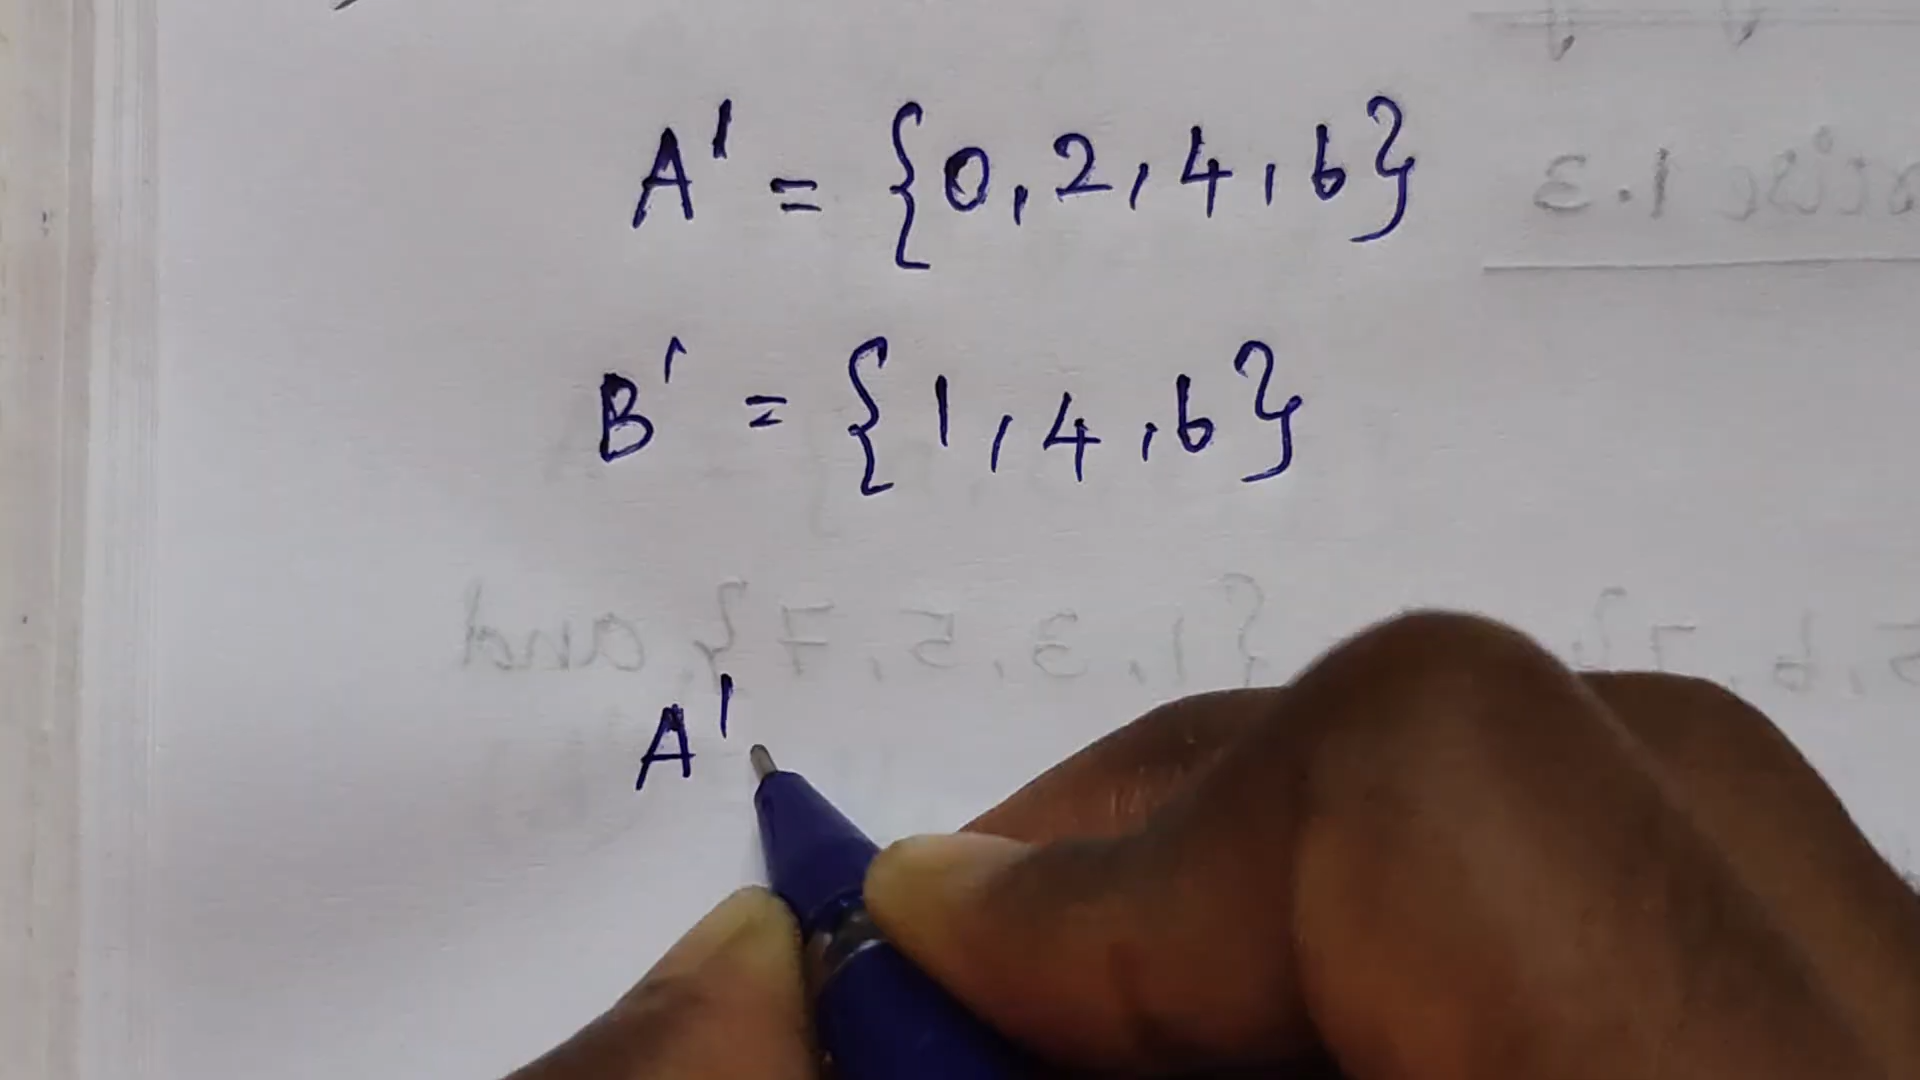 A' = {0, 2, 4, 6}
B' = {1, 4, 6}
A'